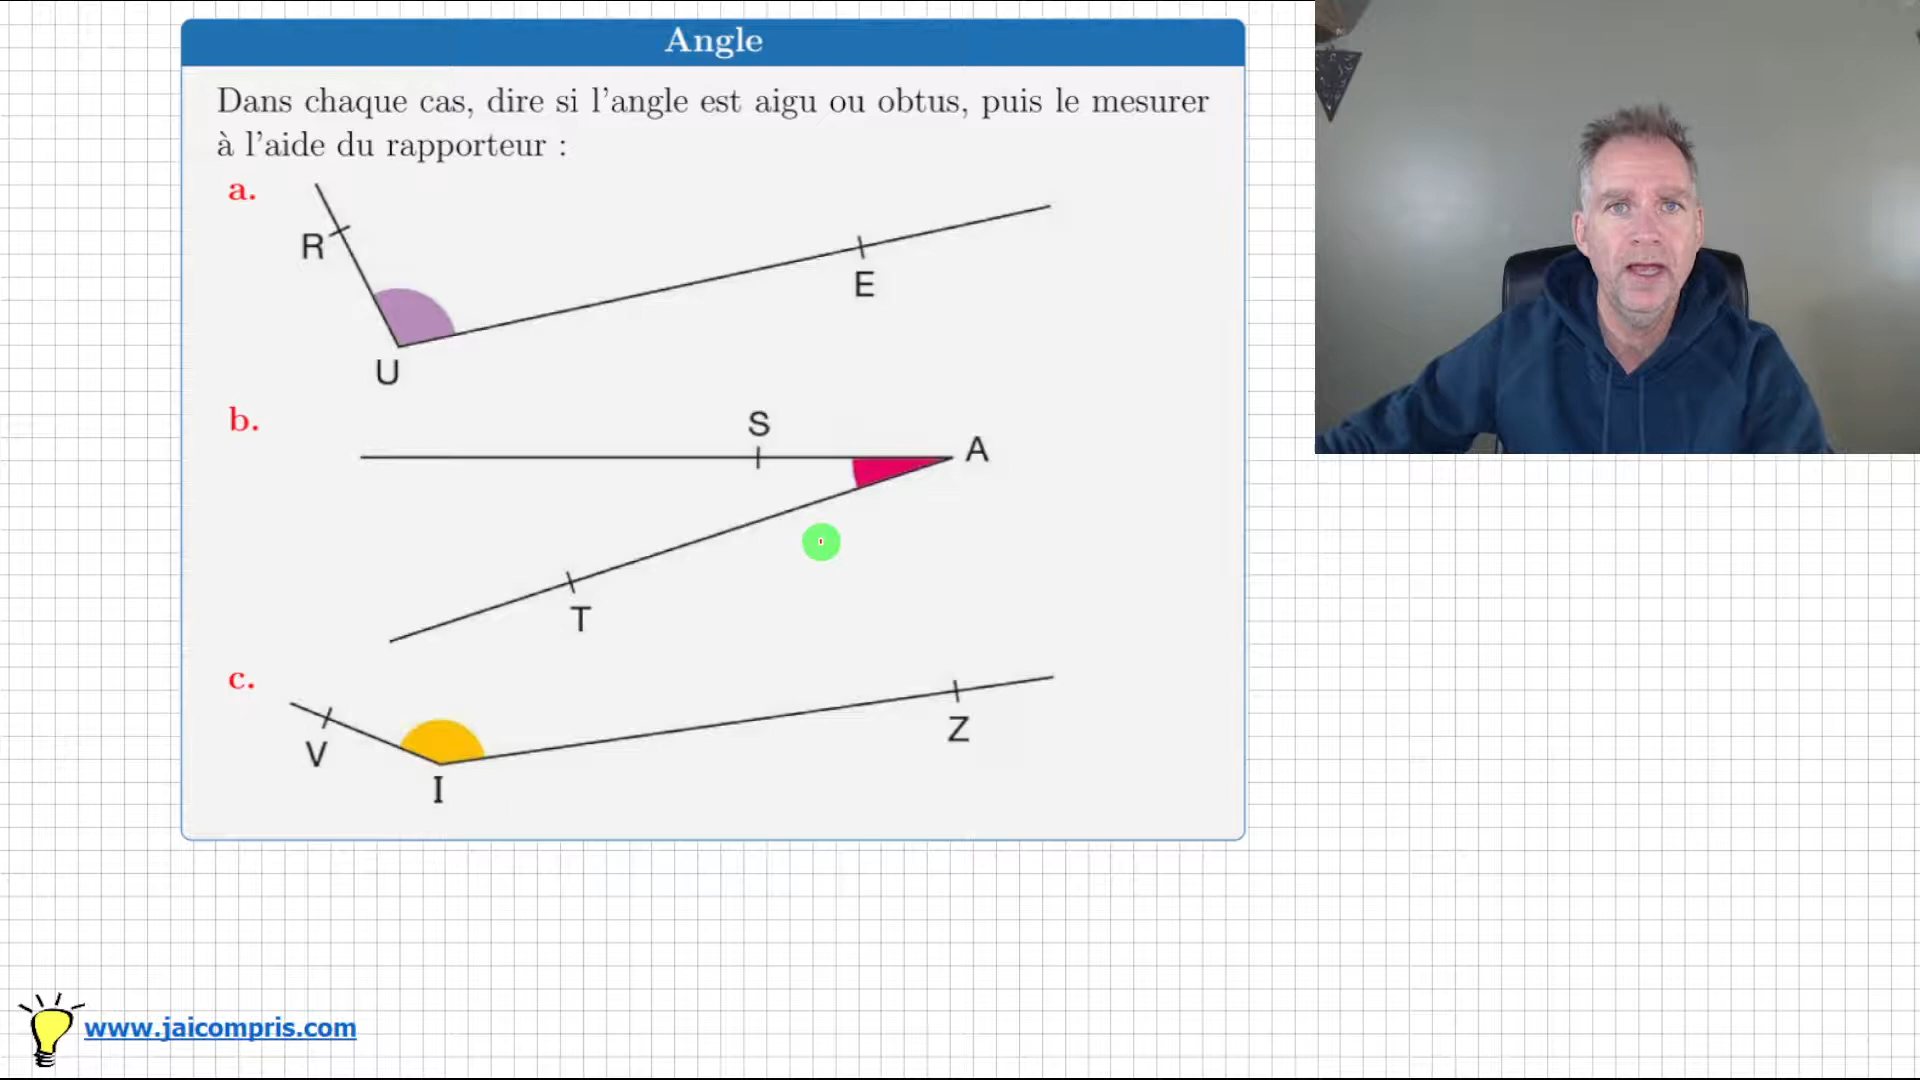 Angle
Dans chaque cas, dire si l'angle est aigu ou obtus, puis le mesurer
à l'aide du rapporteur :
a.
R
E
U
b.
S
A
T
c.
V
Z
I
www.jaicompris.com